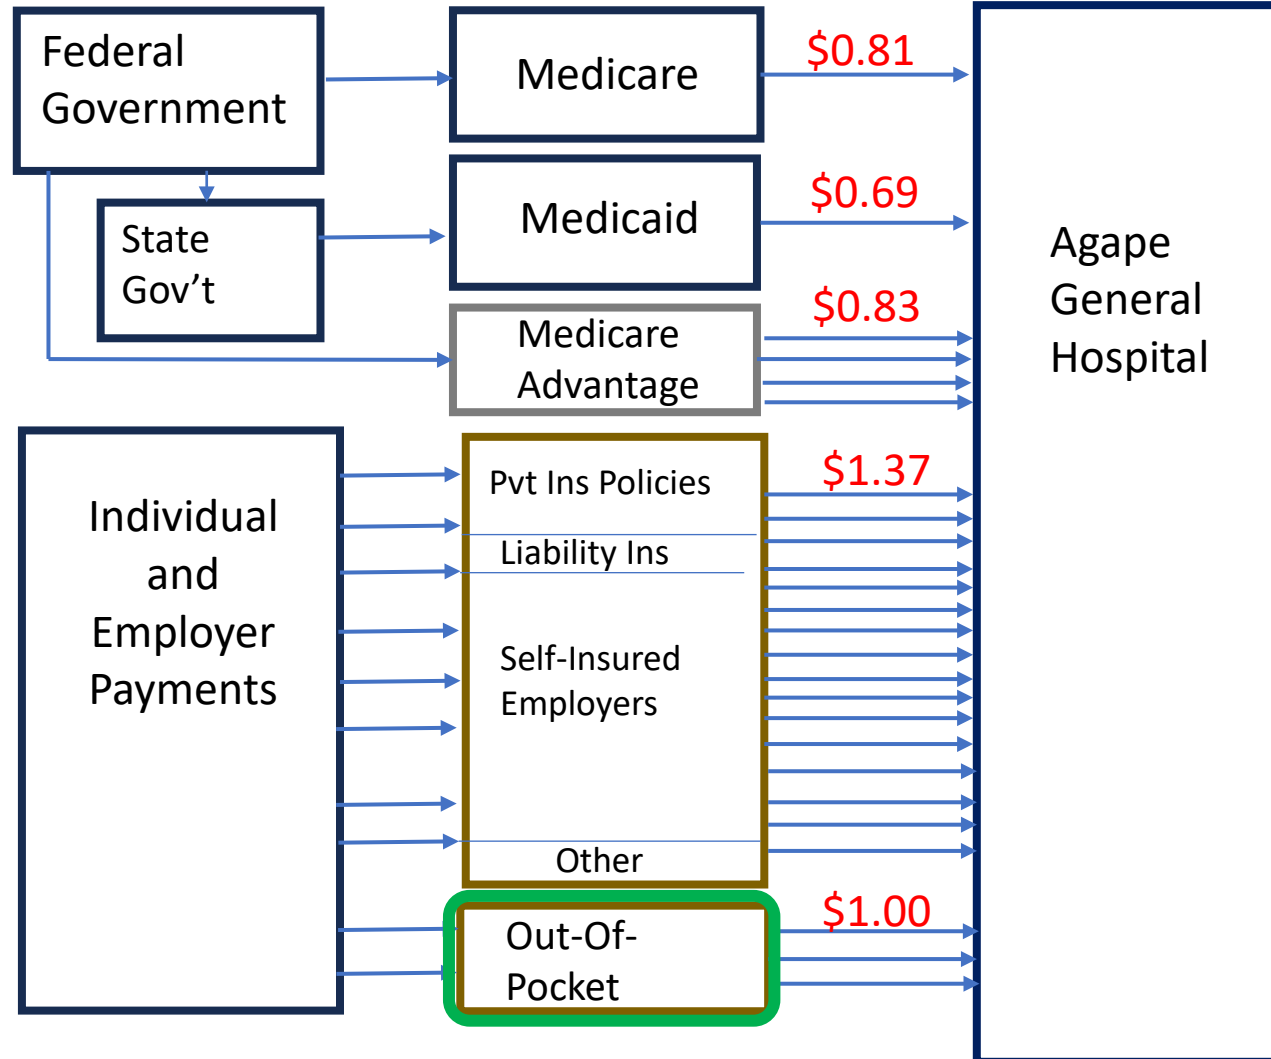 Federal
Government
Medicare
$0.81
State
Gov’t
Medicaid
$0.69
Medicare
Advantage
$0.83
Agape
General
Hospital
Individual
and
Employer
Payments
Pvt Ins Policies
$1.37
Liability Ins
Self-Insured
Employers
Other
Out-Of-
Pocket
$1.00